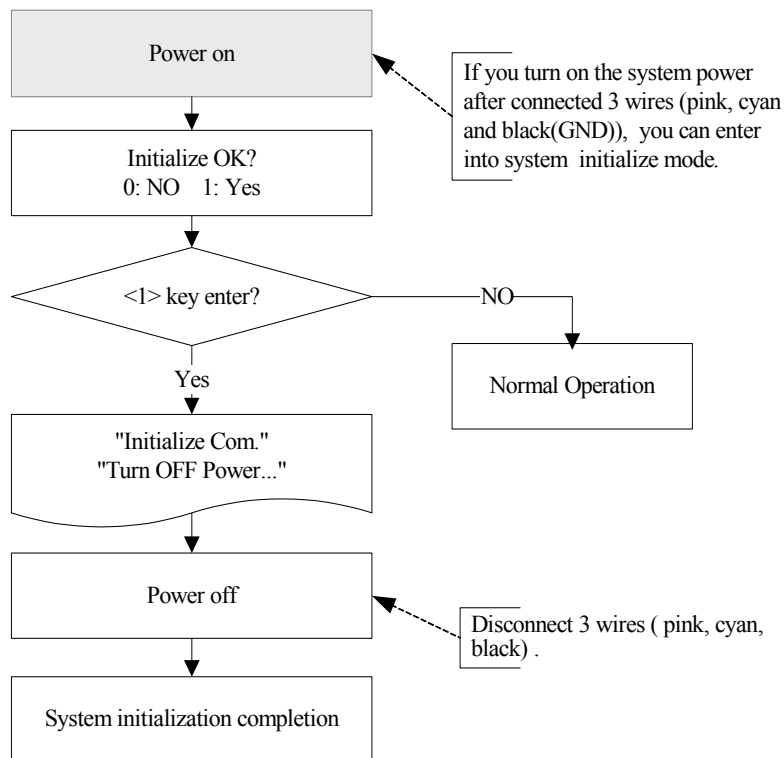 Power on
If you turn on the system power
after connected 3 wires (pink, cyan
and black(GND)), you can enter
into system initialize mode.
Initialize OK?
0: NO 1: Yes
<1> key enter?
NO
Normal Operation
Yes
"Initialize Com."
"Turn OFF Power..."
Power off
Disconnect 3 wires ( pink, cyan,
black) .
System initialization completion